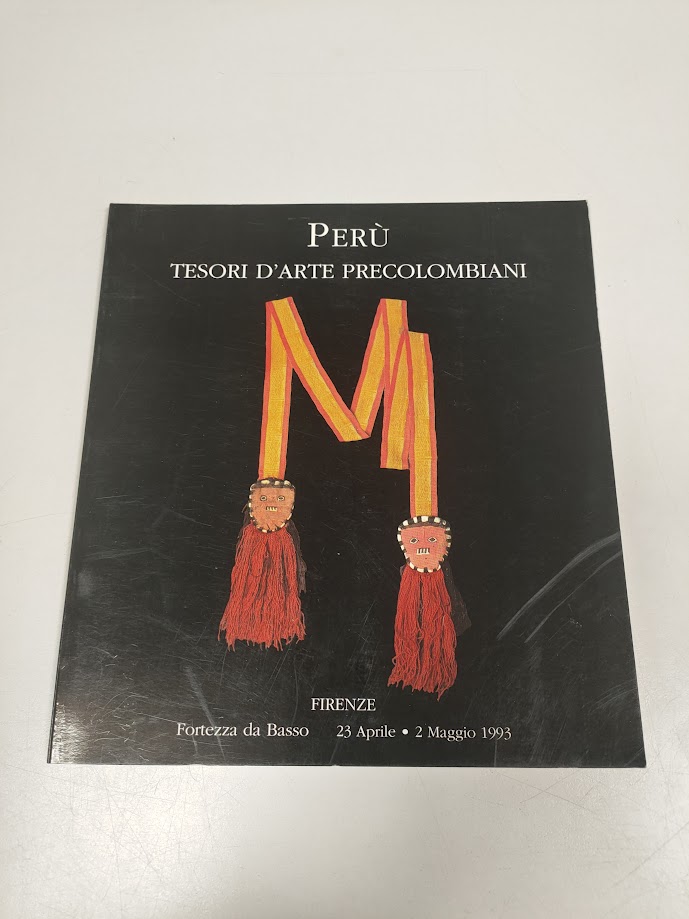 PERÙ
TESORI D'ARTE PRECOLOMBIANI
FIRENZE
Fortezza da Basso 23 Aprile • 2 Maggio 1993